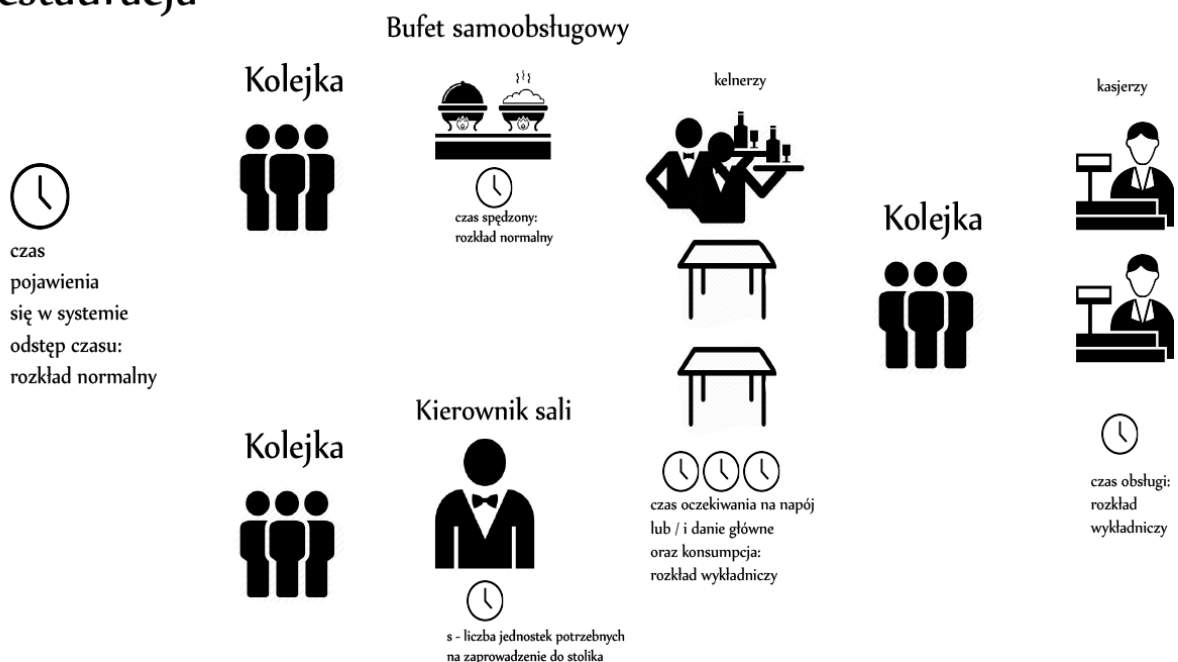 Bufet samoobsługowy
Kolejka
kelnerzy
kasjerzy
czas spędzony:
rozkład normalny
Kolejka
czas
pojawienia
się w systemie
odstęp czasu:
rozkład normalny
Kierownik sali
Kolejka
czas obsługi:
rozkład
wykładniczy
czas oczekiwania na napój
lub / i danie główne
oraz konsumpcja:
rozkład wykładniczy
s - liczba jednostek potrzebnych
na zaprowadzenie do stolika